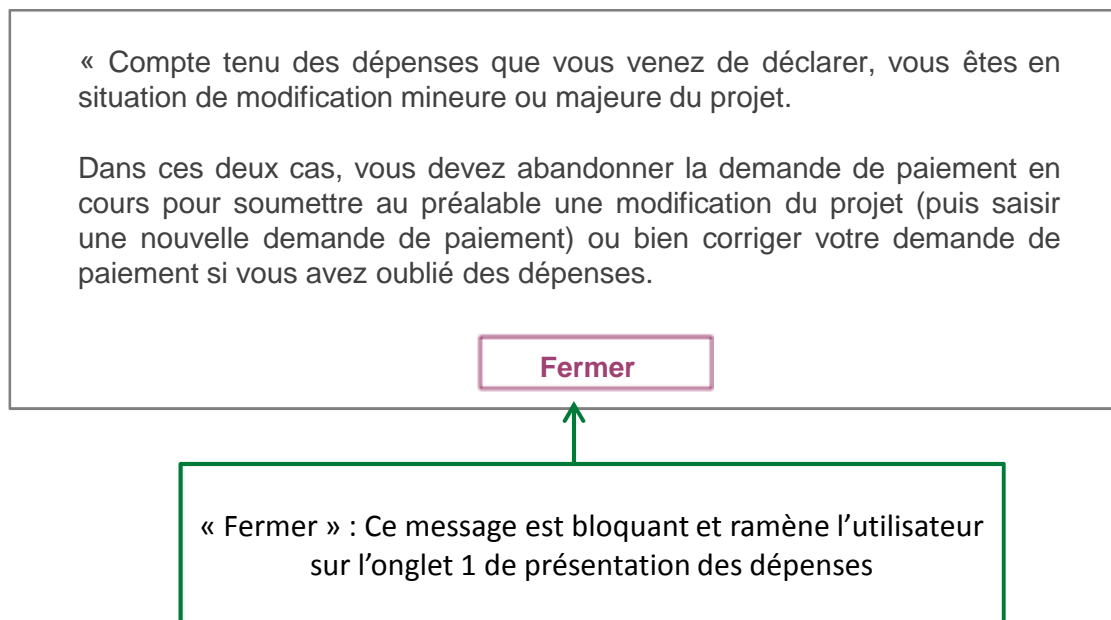 « Compte tenu des dépenses que vous venez de déclarer, vous êtes en
situation de modification mineure ou majeure du projet.
Dans ces deux cas, vous devez abandonner la demande de paiement en
cours pour soumettre au préalable une modification du projet (puis saisir
une nouvelle demande de paiement) ou bien corriger votre demande de
paiement si vous avez oublié des dépenses.
Fermer
« Fermer » : Ce message est bloquant et ramène l’utilisateur
sur l’onglet 1 de présentation des dépenses